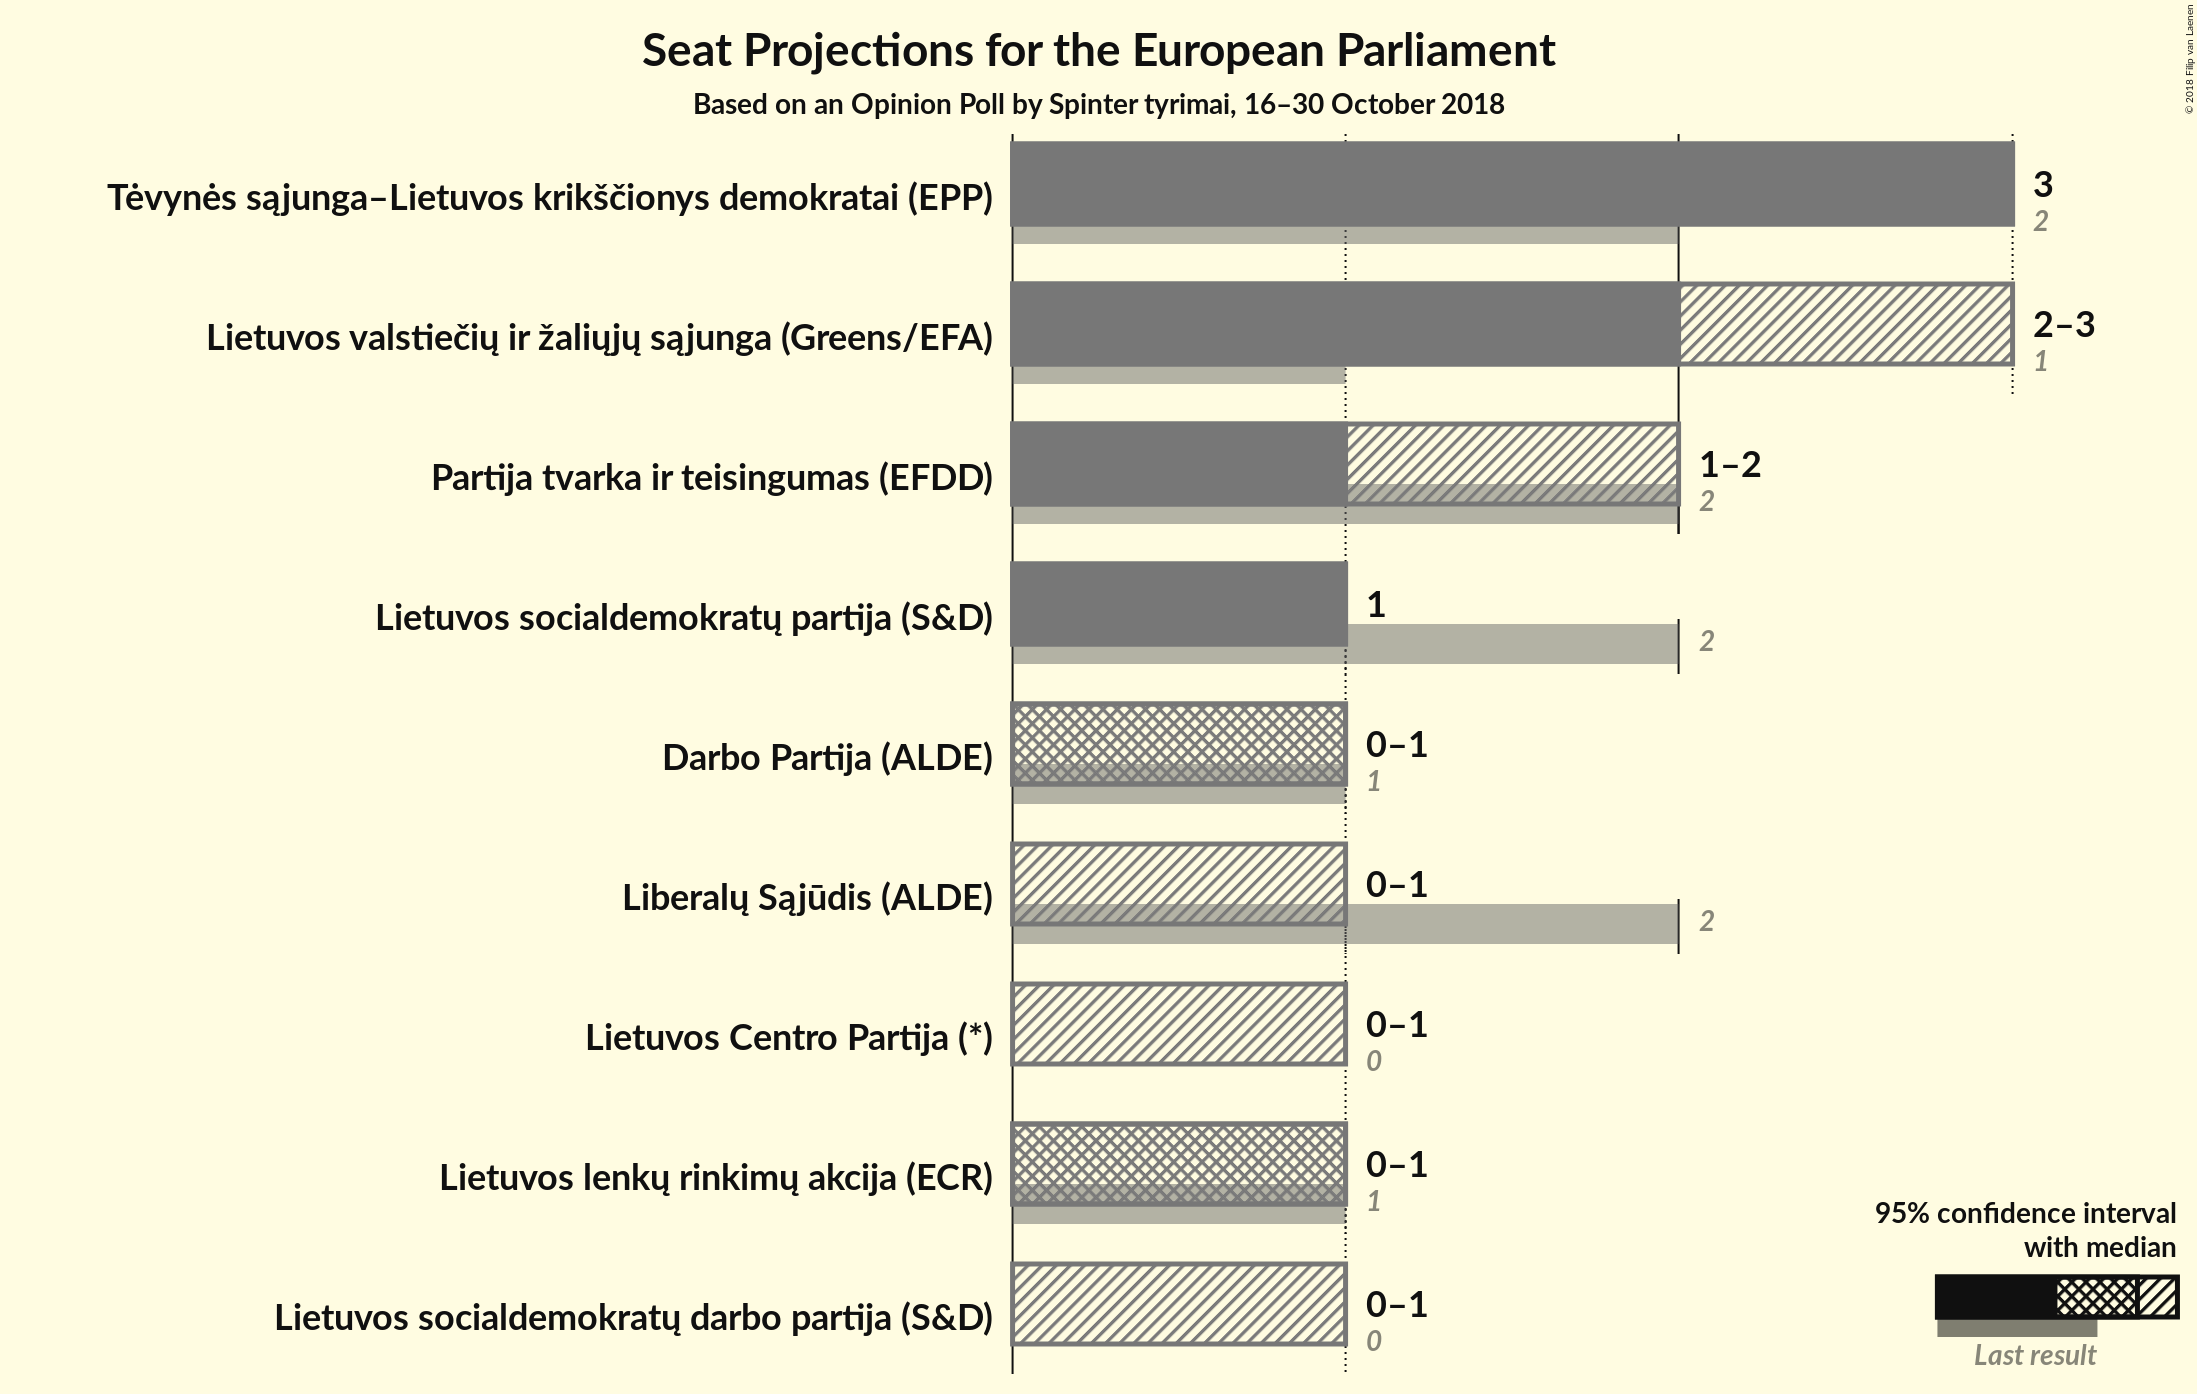 Seat Projections for the European Parliament
Based on an Opinion Poll by Spinter tyrimai, 16–30 October 2018
© 2018 Filip van Laenen
Tėvynės sąjunga–Lietuvos krikščionys demokratai (EPP)
3
2
Lietuvos valstiečių ir žaliųjų sąjunga (Greens/EFA)
2–3
1
Partija tvarka ir teisingumas (EFDD)
1–2
2
Lietuvos socialdemokratų partija (S&D)
1
2
Darbo Partija (ALDE)
0–1
1
Liberalų Sąjūdis (ALDE)
0–1
2
Lietuvos Centro Partija (*)
0–1
0
Lietuvos lenkų rinkimų akcija (ECR)
0–1
1
Lietuvos socialdemokratų darbo partija (S&D)
0–1
0
95% confidence interval
with median
Last result